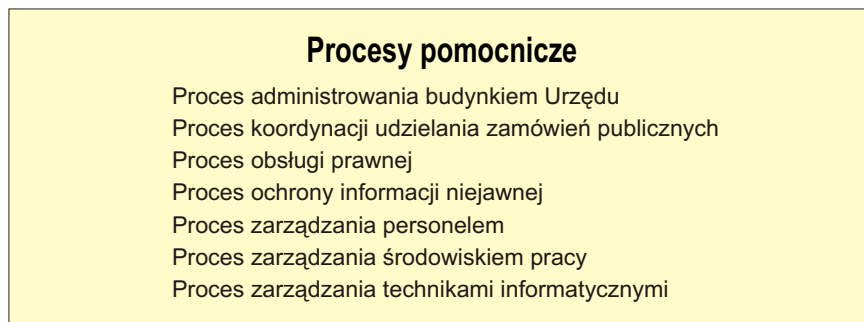 Procesy pomocnicze
Proces administrowania budynkiem Urzędu
Proces koordynacji udzielania zamówień publicznych
Proces obsługi prawnej
Proces ochrony informacji niejawnej
Proces zarządzania personelem
Proces zarządzania środowiskiem pracy
Proces zarządzania technikami informatycznymi